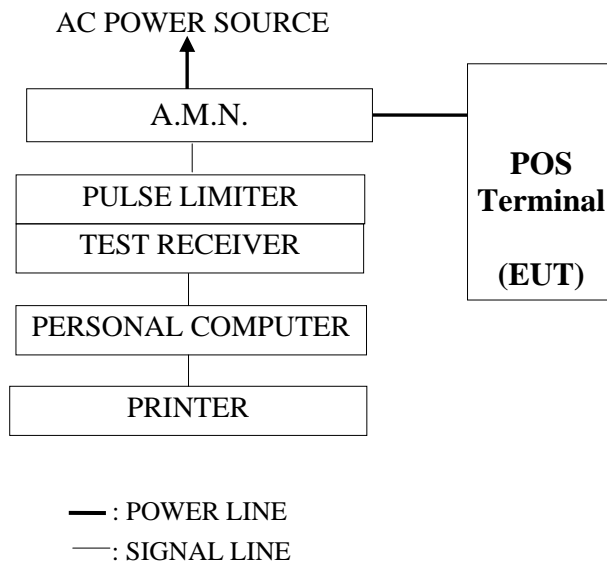 AC POWER SOURCE
A.M.N.
PULSE LIMITER
TEST RECEIVER
PERSONAL COMPUTER
PRINTER
POS
Terminal
(EUT)
: POWER LINE
: SIGNAL LINE